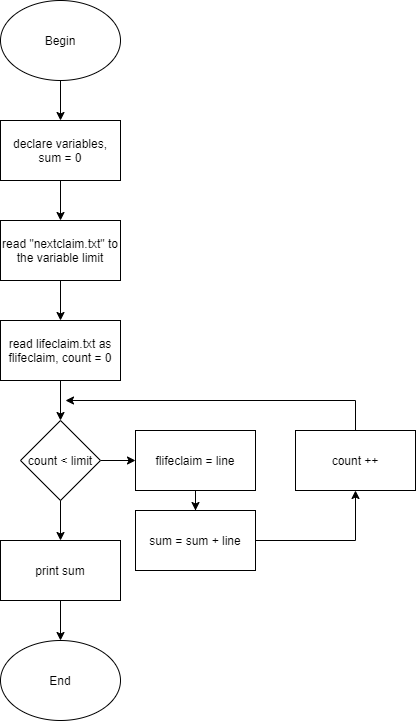 Begin
declare variables,
sum = 0
read "nextclaim.txt" to
the variable limit
read lifeclaim.txt as
flifeclaim, count = 0
count < limit
flifeclaim = line
count ++
sum = sum + line
print sum
End